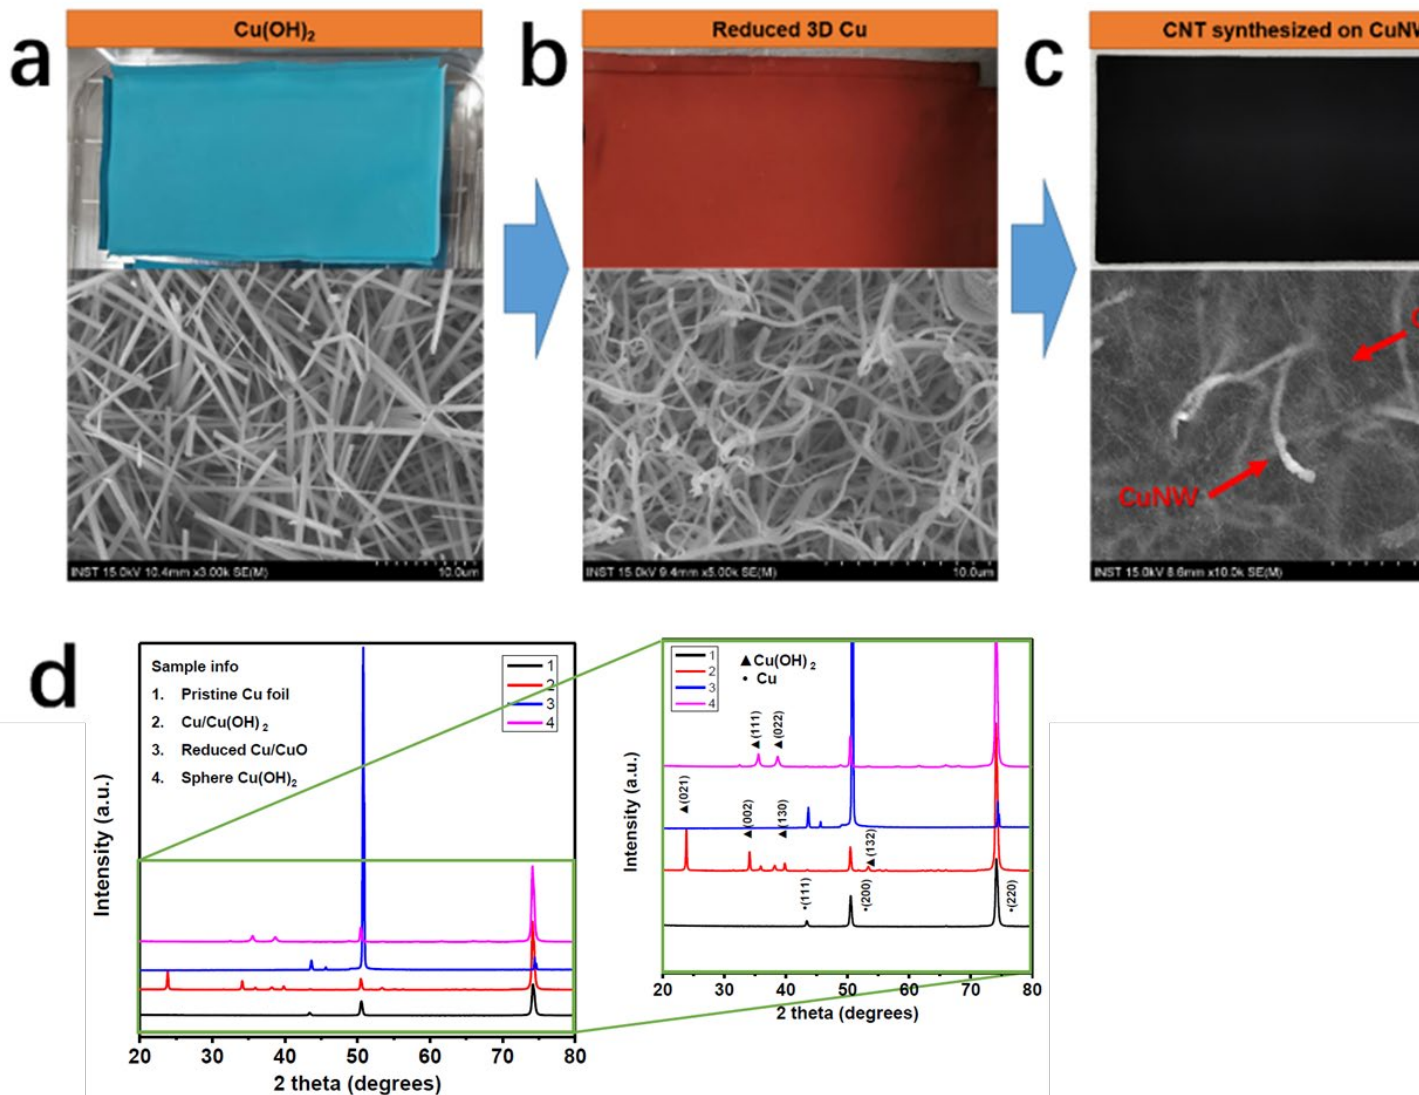 a
Cu(OH)₂
b
Reduced 3D Cu
c
CNT synthesized on CuNW
CuNW
INST 15.0kV 10.4mm x3.00k SE(M) 10.0um
INST 15.0kV 9.4mm x5.00k SE(M) 10.0um
INST 15.0kV 8.6mm x10.0k SE(M)
d
Sample info
1. Pristine Cu foil
2. Cu/Cu(OH)₂
3. Reduced Cu/CuO
4. Sphere Cu(OH)₂
1
2
3
4
Intensity (a.u.)
20 30 40 50 60 70 80
2 theta (degrees)
1
2
3
4
▲Cu(OH)₂
• Cu
▲(111)
▲(022)
▲(021)
▲(002)
▲(130)
▲(132)
•(111)
•(200)
•(220)
Intensity (a.u.)
20 30 40 50 60 70 80
2 theta (degrees)